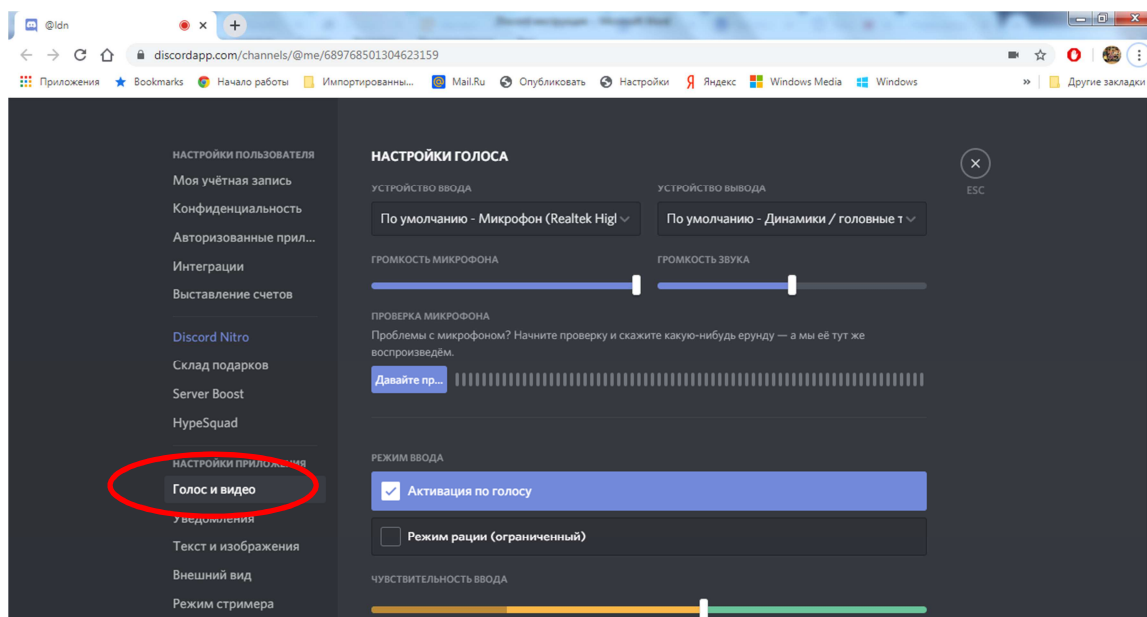 @ldn
discordapp.com/channels/@me/689768501304623159
Приложения Bookmarks Начало работы Импортированны... Mail.Ru Опубликовать Настройки Яндекс Windows Media Windows » Другие закладки
НАСТРОЙКИ ПОЛЬЗОВАТЕЛЯ
Моя учётная запись
Конфиденциальность
Авторизованные прил...
Интеграции
Выставление счетов
Discord Nitro
Склад подарков
Server Boost
HypeSquad
НАСТРОЙКИ ПРИЛОЖЕНИЯ
Голос и видео
Уведомления
Текст и изображения
Внешний вид
Режим стримера
НАСТРОЙКИ ГОЛОСА
УСТРОЙСТВО ВВОДА
По умолчанию - Микрофон (Realtek Higl
УСТРОЙСТВО ВЫВОДА
По умолчанию - Динамики / головные т
ГРОМКОСТЬ МИКРОФОНА
ГРОМКОСТЬ ЗВУКА
ПРОВЕРКА МИКРОФОНА
Проблемы с микрофоном? Начните проверку и скажите какую-нибудь ерунду — а мы её тут же
воспроизведём.
Давайте пр...
РЕЖИМ ВВОДА
Активация по голосу
Режим рации (ограниченный)
ЧУВСТВИТЕЛЬНОСТЬ ВВОДА
ESC